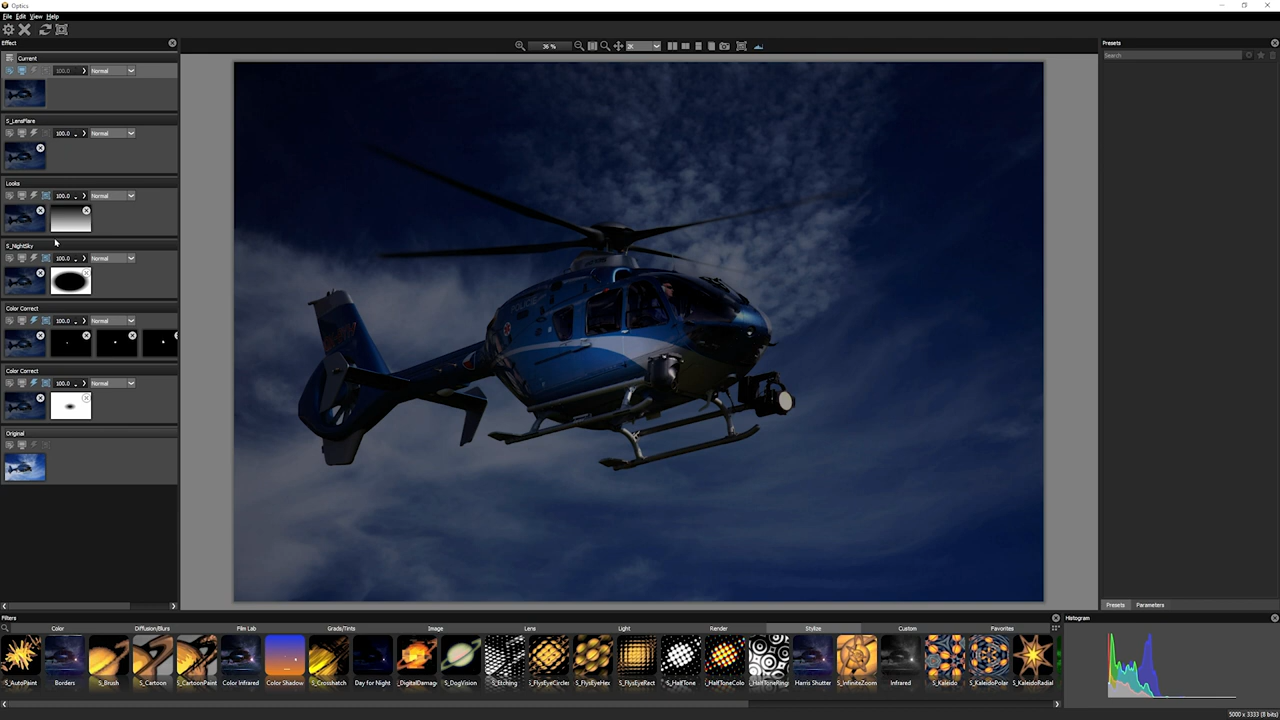 Optics
File Edit View Help
Effect
36 %
2K
Presets
Search
Current
100.0 Normal
S_LensFlare
100.0 Normal
Looks
100.0 Normal
S_NightSky
100.0 Normal
Color Correct
100.0 Normal
Color Correct
100.0 Normal
Original
Presets Parameters
Filters
Histogram
Color Diffusion/Blurs Film Lab Grads/Tints Image Lens Light Render Stylize Custom Favorites
S_AutoPaint Borders S_Brush S_Cartoon S_CartoonPaint Color Infrared Color Shadow S_Crosshatch Day for Night S_DigitalDamage S_DogVision S_Etching S_FlysEyeCircles S_FlysEyeHex S_FlysEyeRect S_HalfTone S_HalfToneColor S_HalfToneRings Harris Shutter S_InfiniteZoom Infrared S_Kaleido S_KaleidoPolar S_KaleidoRadial
5000 x 3333 (8 bits)